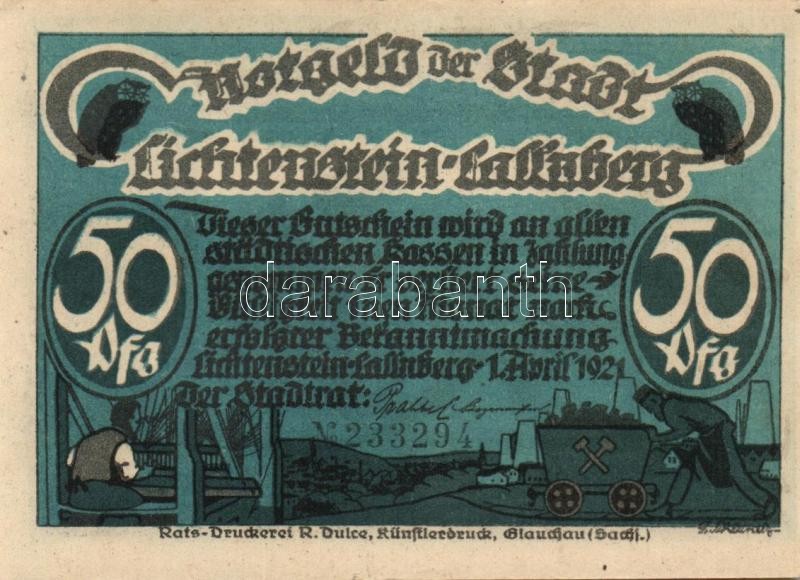 Notgeld der Stadt
Lichtenstein-Callnberg
50
Pfg
50
Pfg
Dieser Gutschein wird an allen
städtischen Kassen in Zahlung
genommen
erfolgter Bekanntmachung
Lichtenstein-Callnberg - 1. April 1921
Der Stadtrat:
№ 233294
darabanth
Rats-Druckerei R. Dulce, Künstlerdruck, Glauchau (Sachs.)